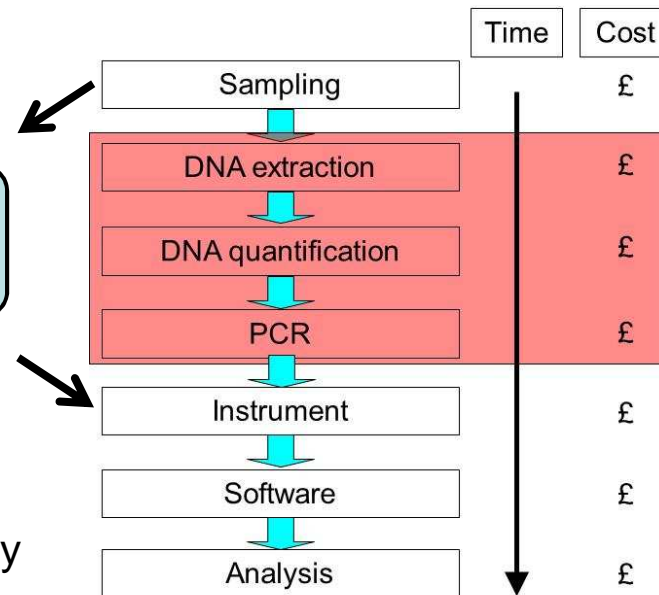 Time Cost
Sampling £
DNA extraction £
DNA quantification £
PCR £
Instrument £
Software £
y
Analysis £